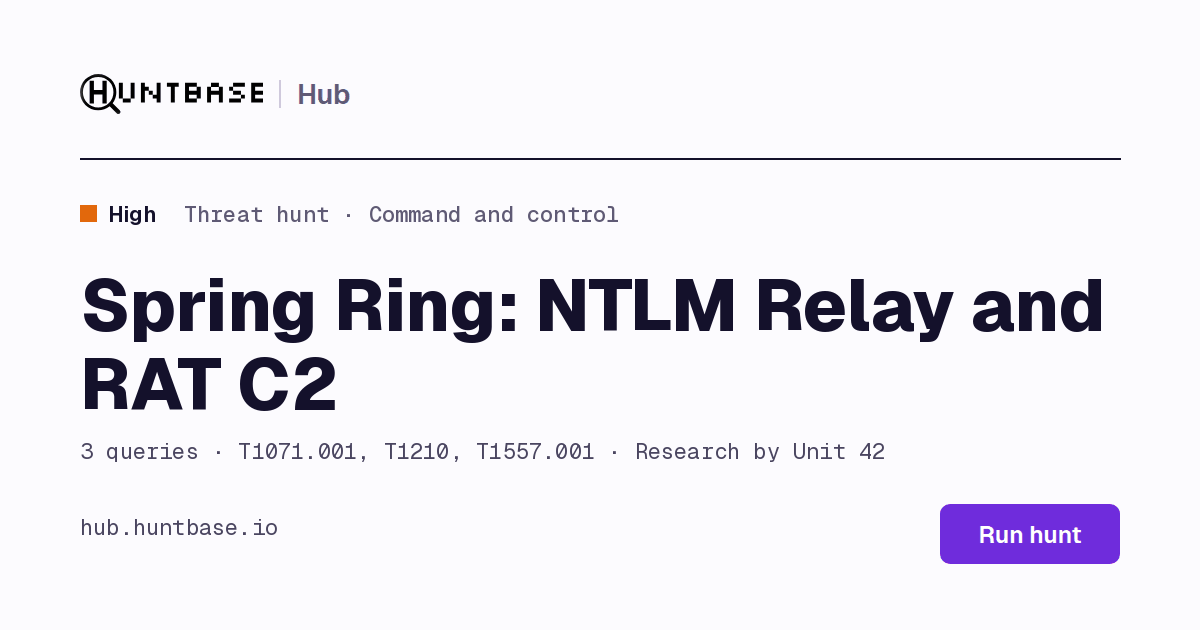 HUNTBASE Hub
High Threat hunt · Command and control
Spring Ring: NTLM Relay and
RAT C2
3 queries · T1071.001, T1210, T1557.001 · Research by Unit 42
hub.huntbase.io
Run hunt